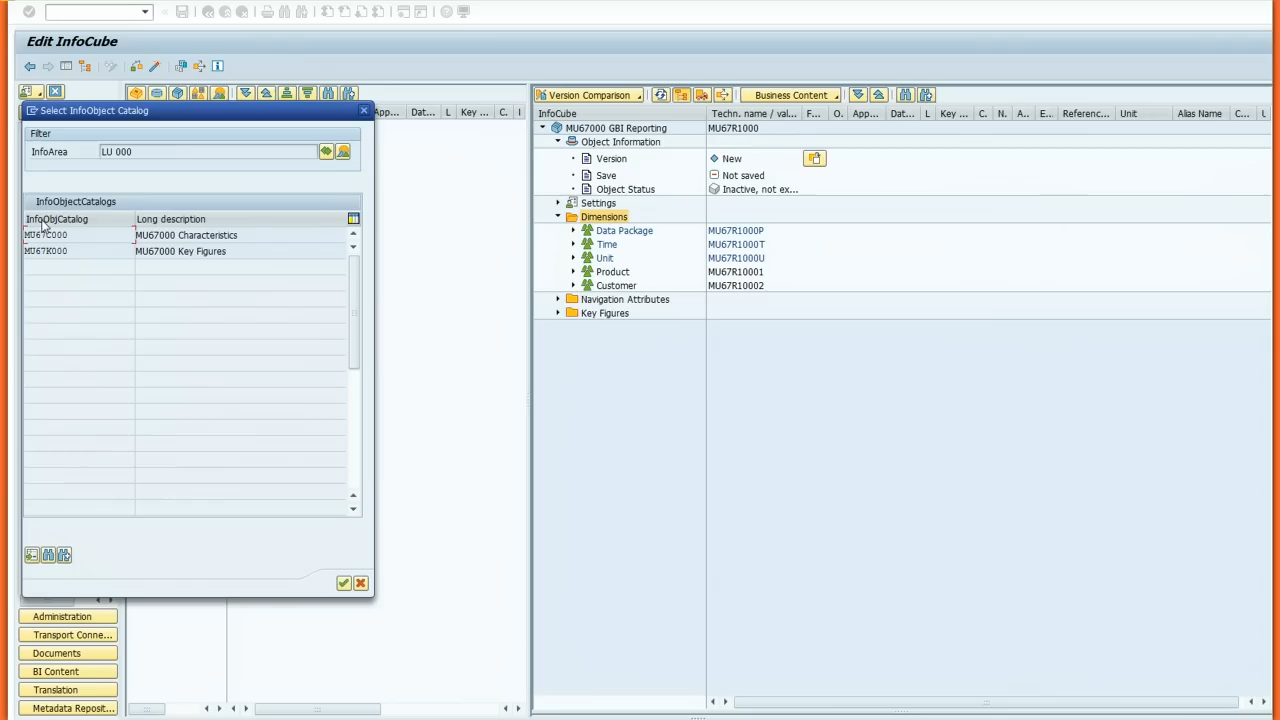 Edit InfoCube
Select InfoObject Catalog
Filter
InfoArea LU 000
InfoObjectCatalogs
InfoObjCatalog Long description
MU67C000 MU67000 Characteristics
MU67K000 MU67000 Key Figures
App... Dat... L Key ... C. I
Administration
Transport Conne...
Documents
BI Content
Translation
Metadata Reposit...
Version Comparison Business Content
InfoCube Techn. name / val... F... O. App... Dat... L Key ... C. N. A.. E... Referenc... Unit Alias Name C... U
MU67000 GBI Reporting MU67R1000
Object Information
Version New
Save Not saved
Object Status Inactive, not ex...
Settings
Dimensions
Data Package MU67R1000P
Time MU67R1000T
Unit MU67R1000U
Product MU67R10001
Customer MU67R10002
Navigation Attributes
Key Figures